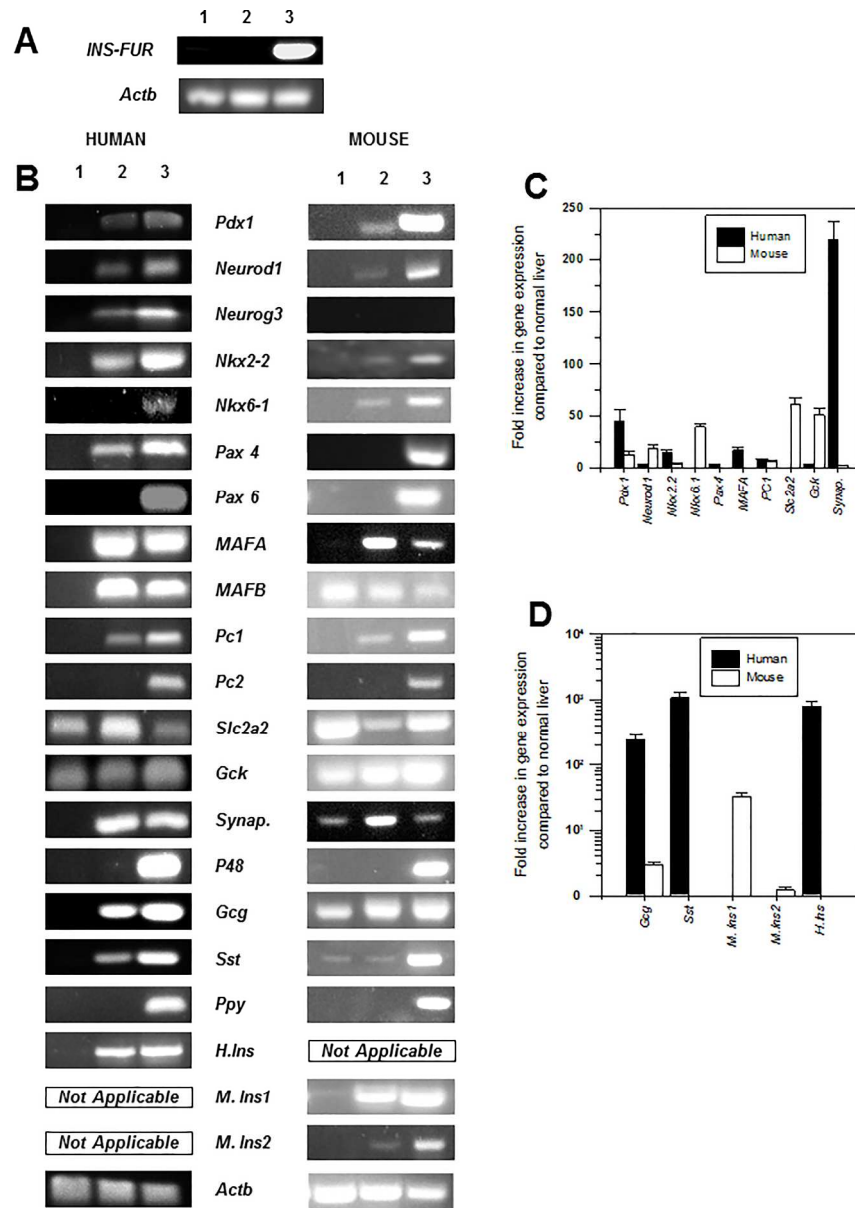 A
1 2 3
INS-FUR
Actb
HUMAN MOUSE
B
1 2 3
1 2 3
Pdx1
Neurod1
Neurog3
Nkx2-2
Nkx6-1
Pax 4
Pax 6
MAFA
MAFB
Pc1
Pc2
Slc2a2
Gck
Synap.
P48
Gcg
Sst
Ppy
H.Ins Not Applicable
Not Applicable M. Ins1
Not Applicable M. Ins2
Actb
C
Fold increase in gene expression
compared to normal liver
250
200
150
100
50
0
Human
Mouse
Pdx1
Neurod1
Nkx2.2
Nkx6.1
Pax4
MAFA
PC1
Slc2a2
Gck
Synap.
D
Fold increase in gene expression
compared to normal liver
10⁴
10³
10²
10¹
0
Human
Mouse
Gcg
Sst
M. Ins1
M.Ins2
H.Ins